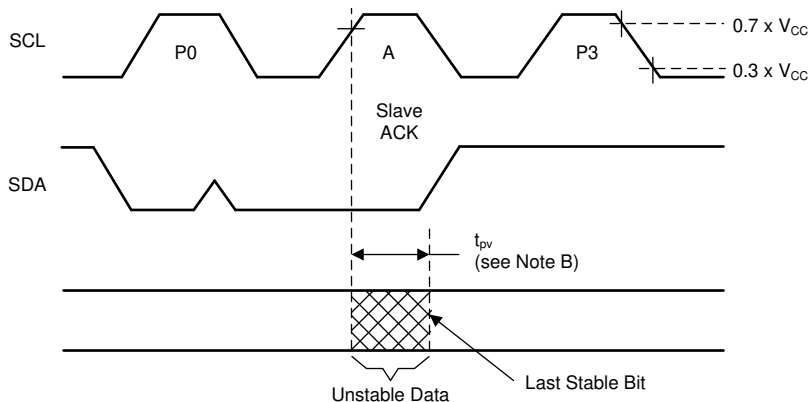 SCL
P0
A
P3
0.7 x VCC
0.3 x VCC
Slave
ACK
SDA
tpv
(see Note B)
Unstable Data
Last Stable Bit